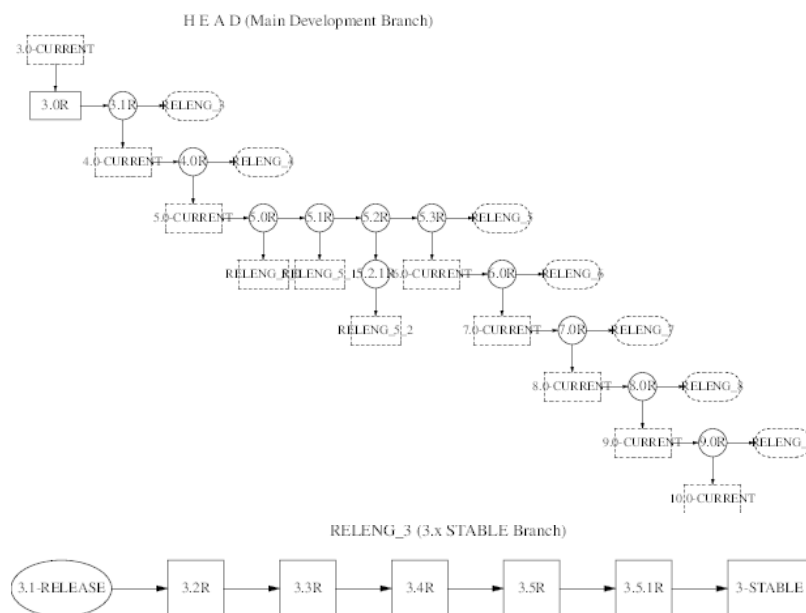 H E A D (Main Development Branch)
3.0-CURRENT
3.0R 3.1R RELENG_3
4.0-CURRENT 4.0R RELENG_4
5.0-CURRENT 5.0R 5.1R 5.2R 5.3R RELENG_5
5.2.1R 6.0-CURRENT 6.0R RELENG_6
RELENG_5_2 7.0-CURRENT 7.0R RELENG_7
8.0-CURRENT 8.0R RELENG_8
9.0-CURRENT 9.0R
10.0-CURRENT
RELENG_3 (3.x STABLE Branch)
3.1-RELEASE 3.2R 3.3R 3.4R 3.5R 3.5.1R 3-STABLE